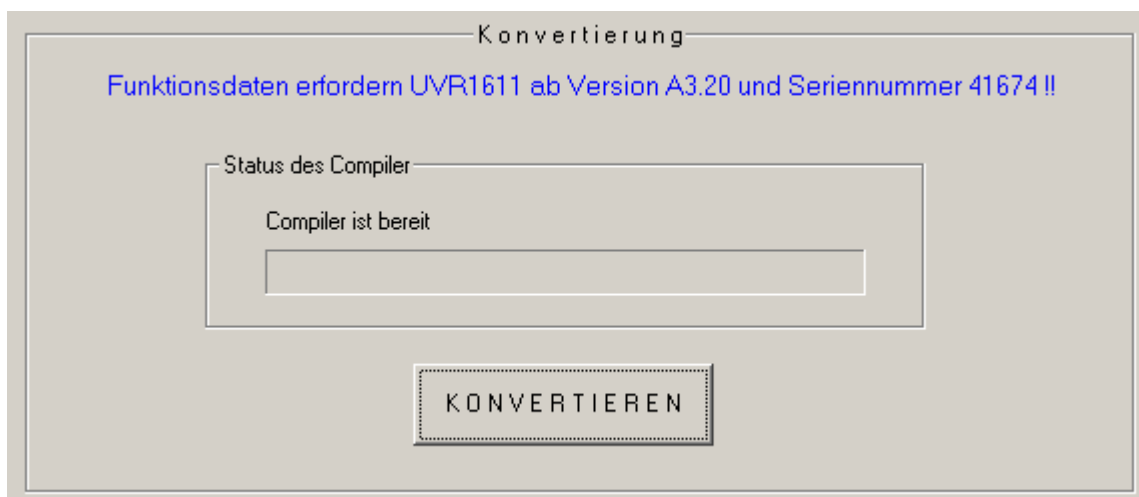 Konvertierung
Funktionsdaten erfordern UVR1611 ab Version A3.20 und Seriennummer 41674 !!
Status des Compiler
Compiler ist bereit
KONVERTIEREN